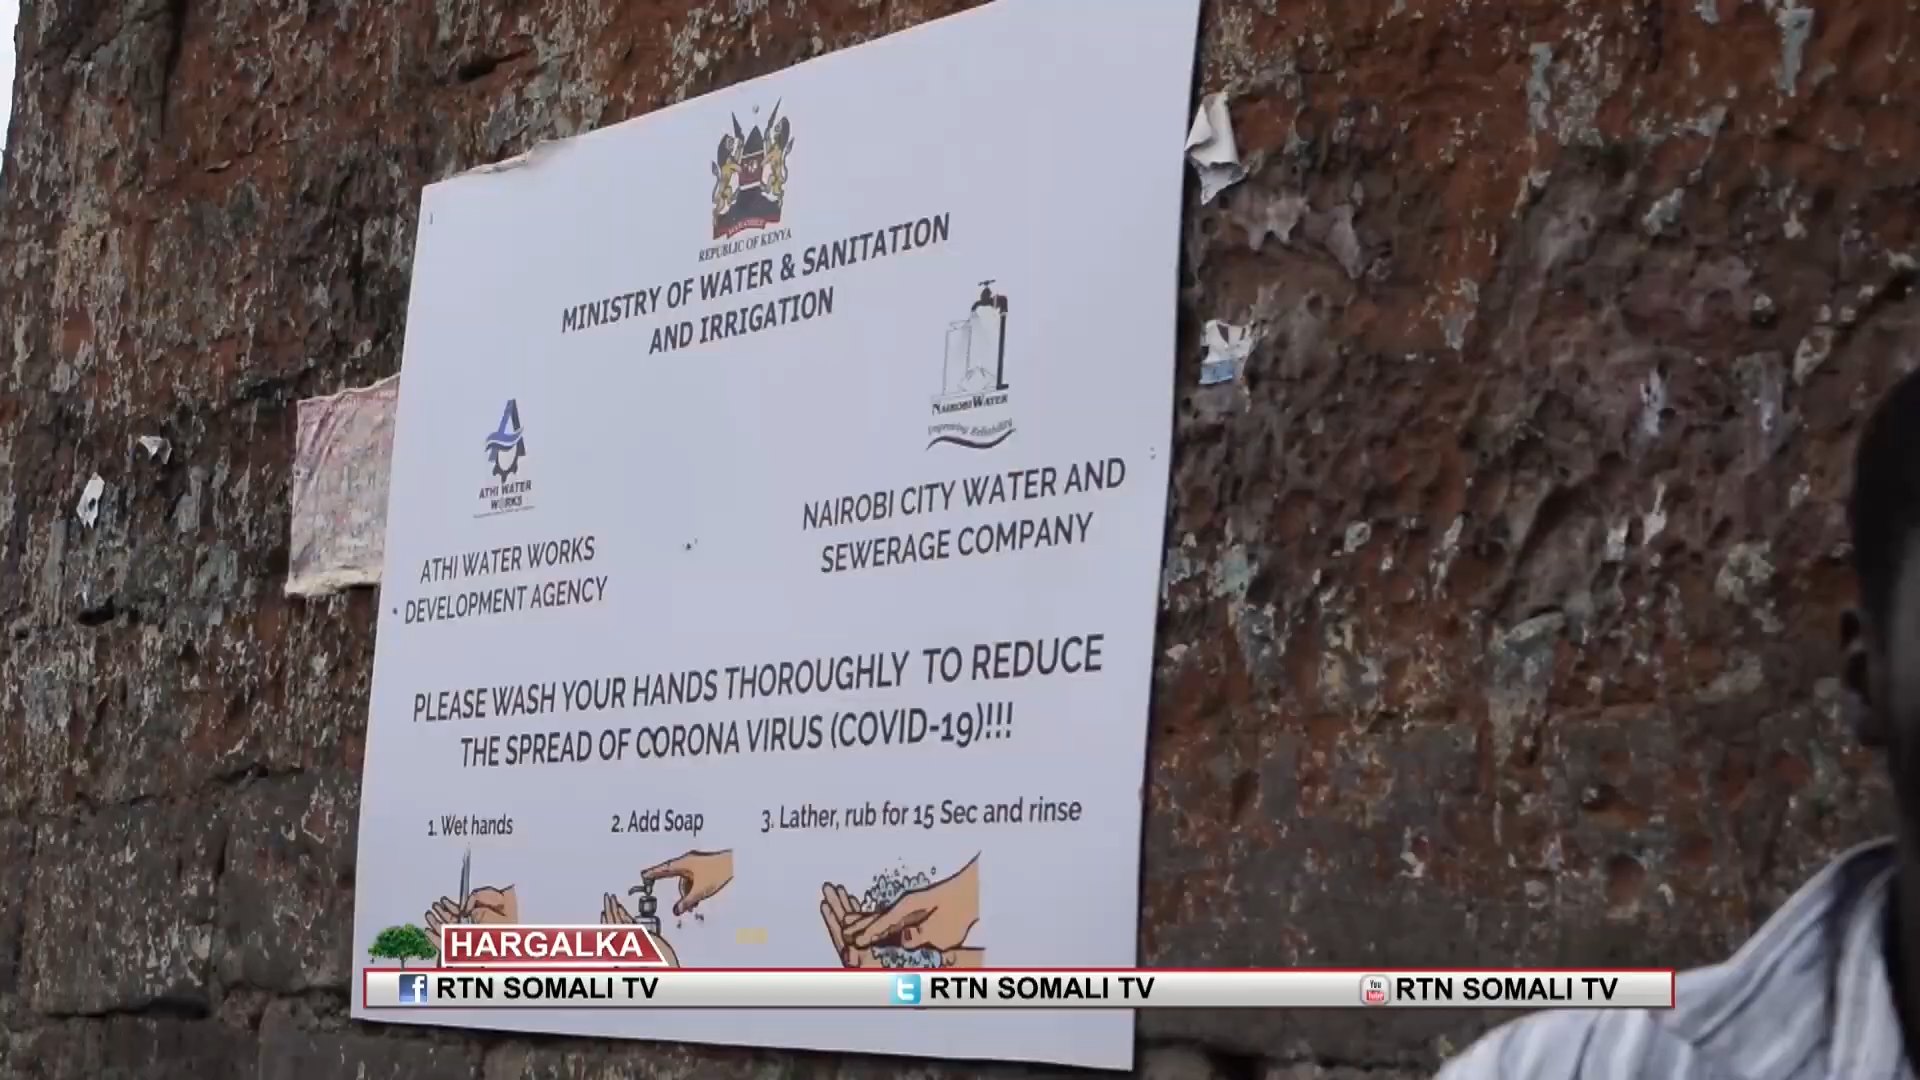 REPUBLIC OF KENYA
MINISTRY OF WATER & SANITATION
AND IRRIGATION
NAIROBI WATER
Improving Reliability
ATHI WATER
WORKS
NAIROBI CITY WATER AND
SEWERAGE COMPANY
ATHI WATER WORKS
DEVELOPMENT AGENCY
PLEASE WASH YOUR HANDS THOROUGHLY TO REDUCE
THE SPREAD OF CORONA VIRUS (COVID-19)!!!
1. Wet hands
2. Add Soap
3. Lather, rub for 15 Sec and rinse
HARGALKA
RTN SOMALI TV
RTN SOMALI TV
You
RTN SOMALI TV